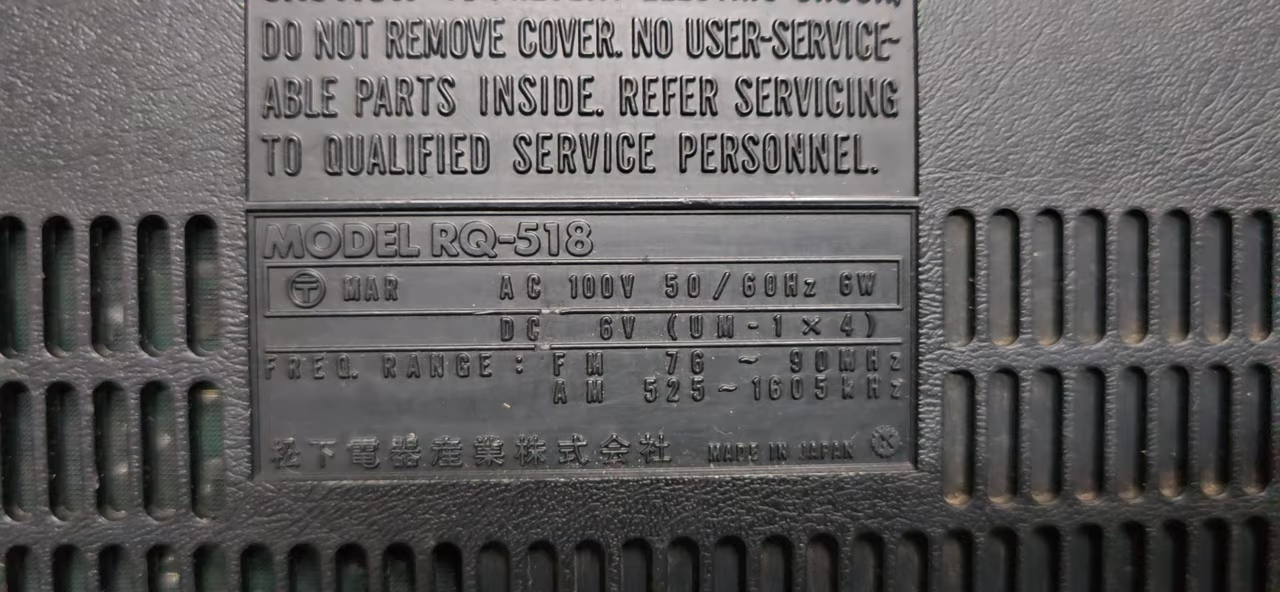 DO NOT REMOVE COVER. NO USER-SERVICE-
ABLE PARTS INSIDE. REFER SERVICING
TO QUALIFIED SERVICE PERSONNEL.
MODEL RQ-518
Ⓣ MAR AC 100V 50/60Hz 6W
DC 6V (UM-1×4)
FREQ. RANGE: FM 76~90MHz
AM 525~1605kHz
松下電器産業株式会社 MADE IN JAPAN